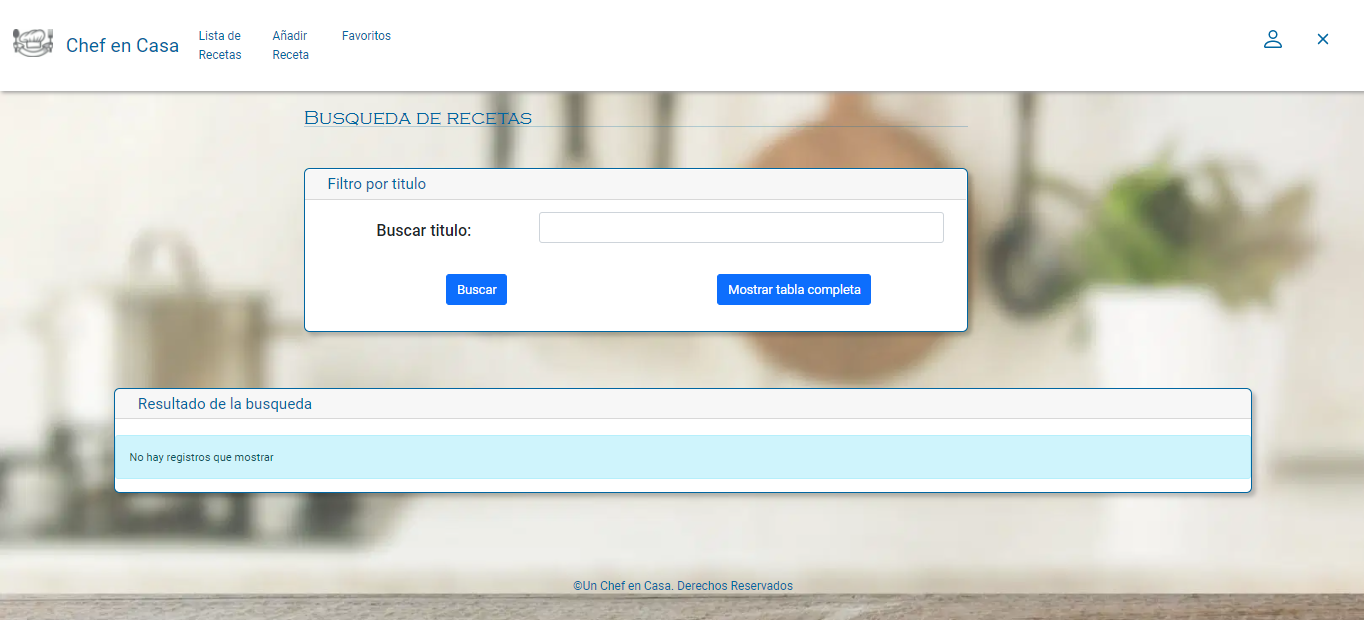 Chef en Casa
Lista de
Recetas
Añadir
Receta
Favoritos
Busqueda de recetas
Filtro por titulo
Buscar titulo:
Buscar
Mostrar tabla completa
Resultado de la busqueda
No hay registros que mostrar
©Un Chef en Casa. Derechos Reservados